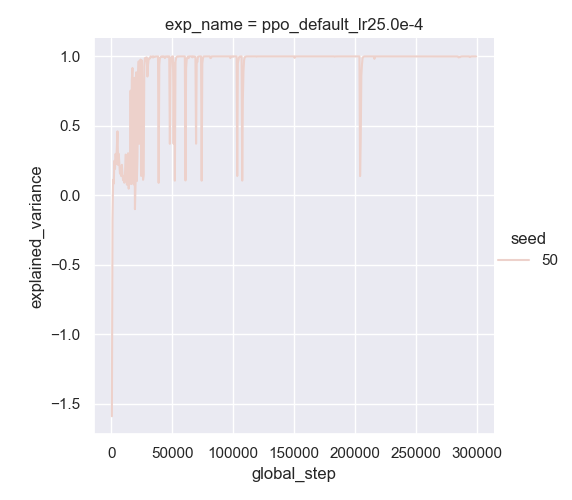 exp_name = ppo_default_lr25.0e-4
1.0
0.5
0.0
−0.5
−1.0
−1.5
explained_variance
0 50000 100000 150000 200000 250000 300000
global_step
seed
50